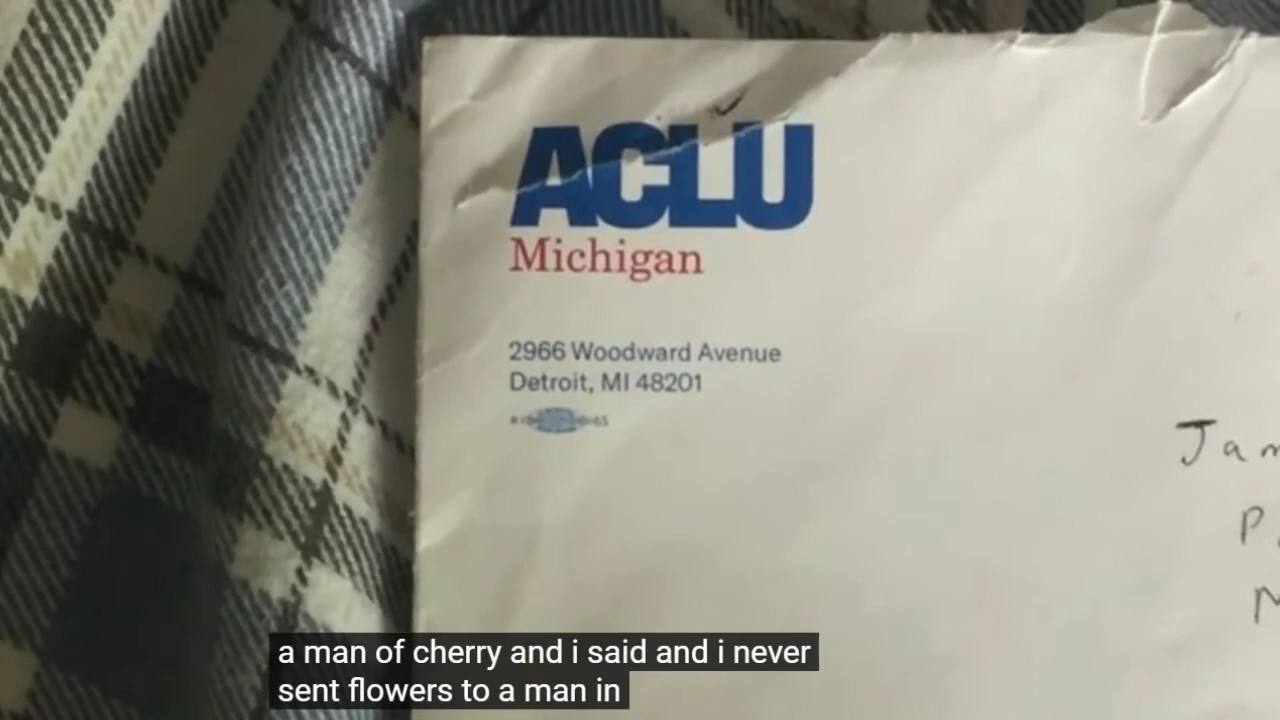 ACLU
Michigan
2966 Woodward Avenue
Detroit, MI 48201
Jam
P.
a man of cherry and i said and i never
sent flowers to a man in